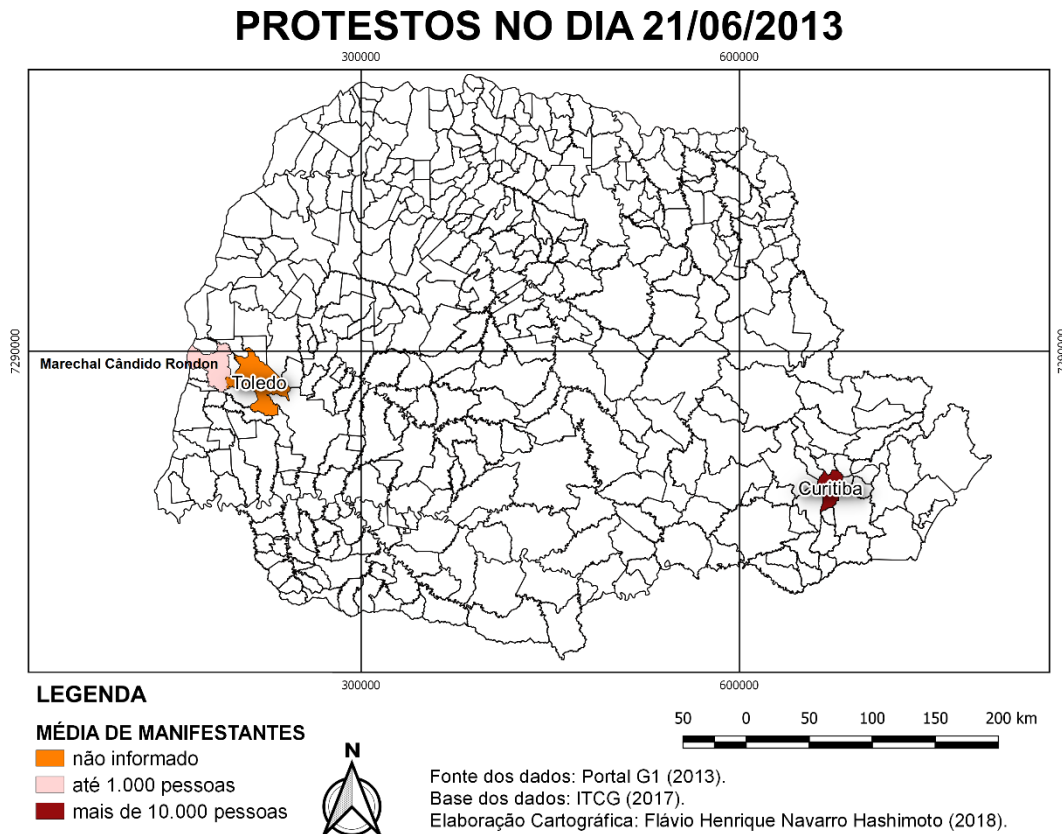 PROTESTOS NO DIA 21/06/2013
300000 600000
7290000 7290000
Marechal Cândido Rondon
Toledo
Curitiba
300000 600000
LEGENDA
MÉDIA DE MANIFESTANTES
não informado
até 1.000 pessoas
mais de 10.000 pessoas
N
50 0 50 100 150 200 km
Fonte dos dados: Portal G1 (2013).
Base dos dados: ITCG (2017).
Elaboração Cartográfica: Flávio Henrique Navarro Hashimoto (2018).